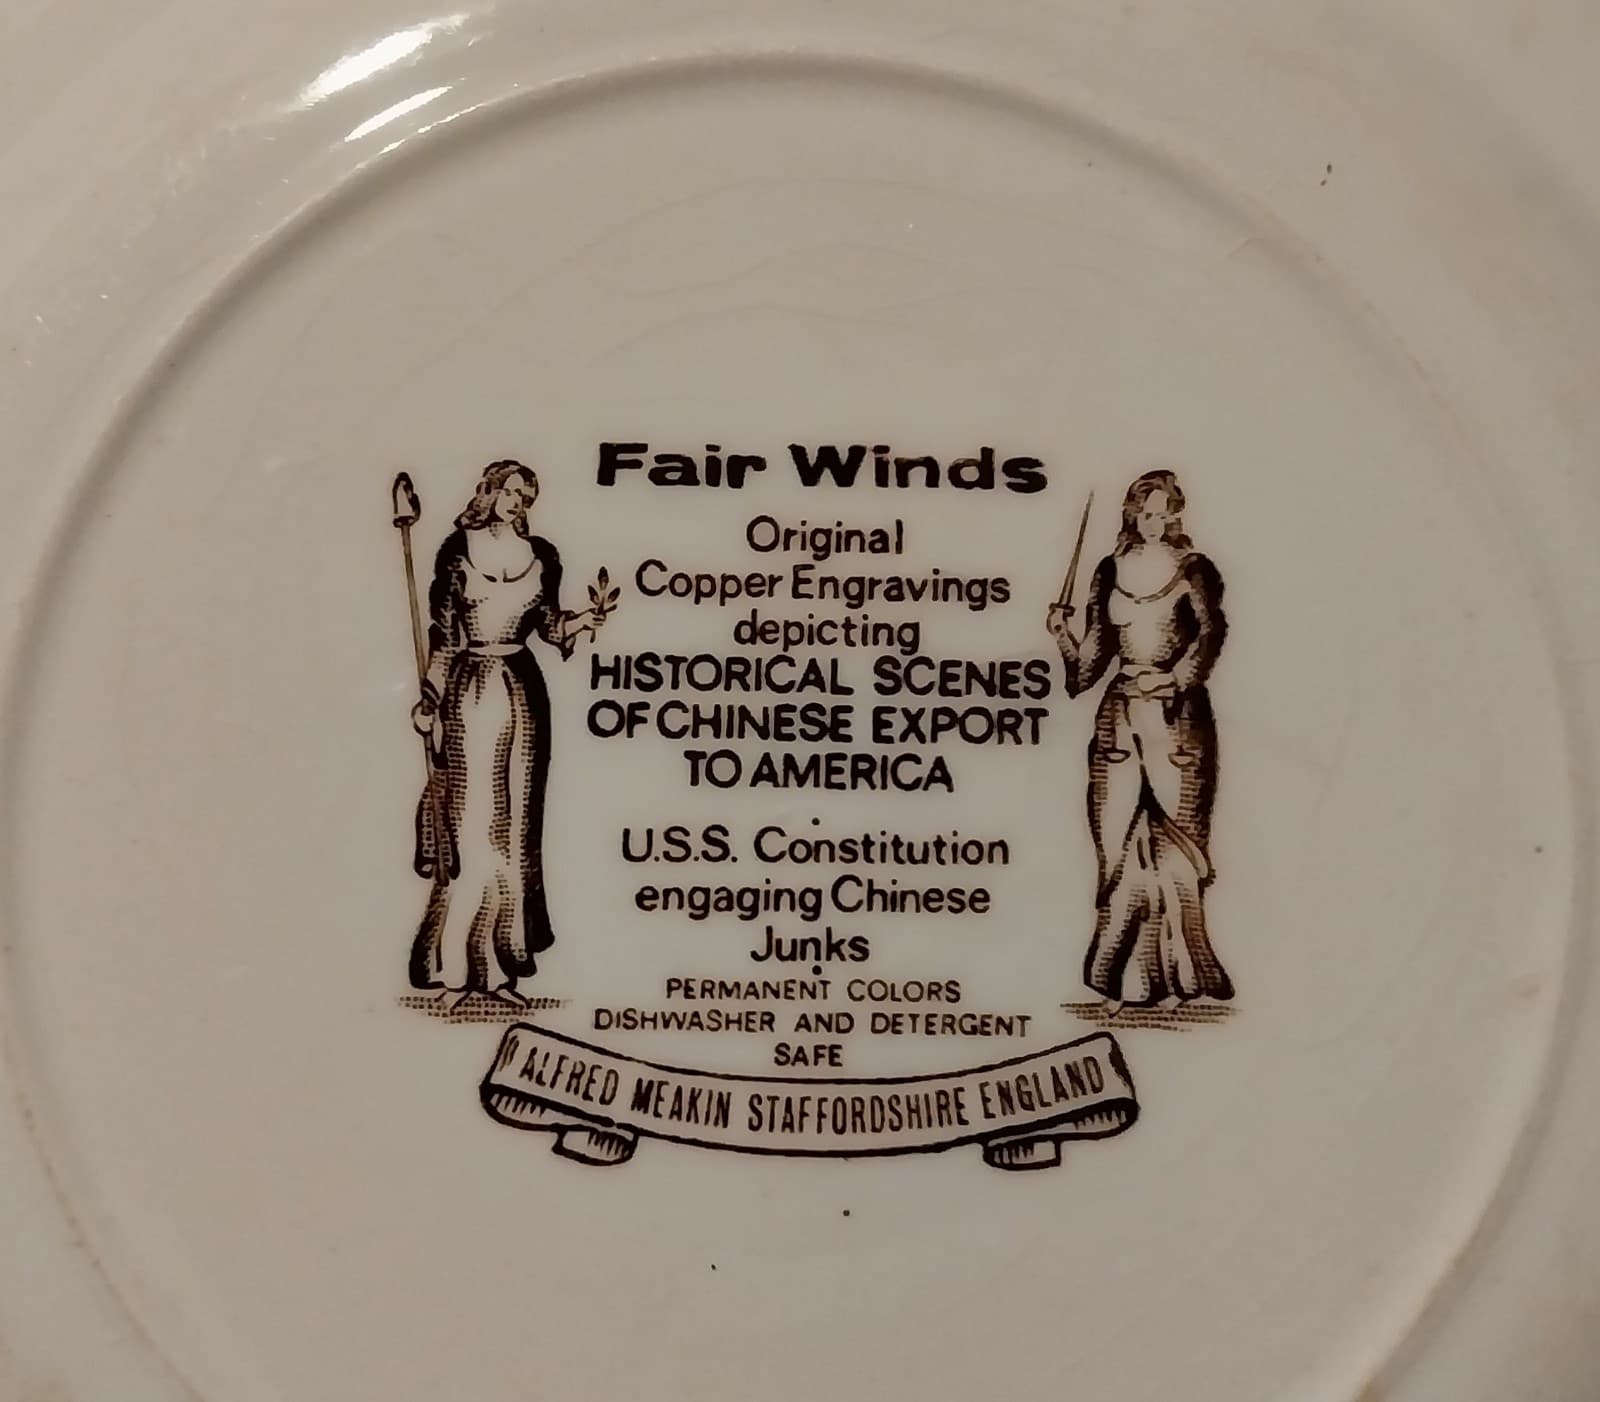 Fair Winds
Original
Copper Engravings
depicting
HISTORICAL SCENES
OF CHINESE EXPORT
TO AMERICA
U.S.S. Constitution
engaging Chinese
Junks
PERMANENT COLORS
DISHWASHER AND DETERGENT
SAFE
ALFRED MEAKIN STAFFORDSHIRE ENGLAND